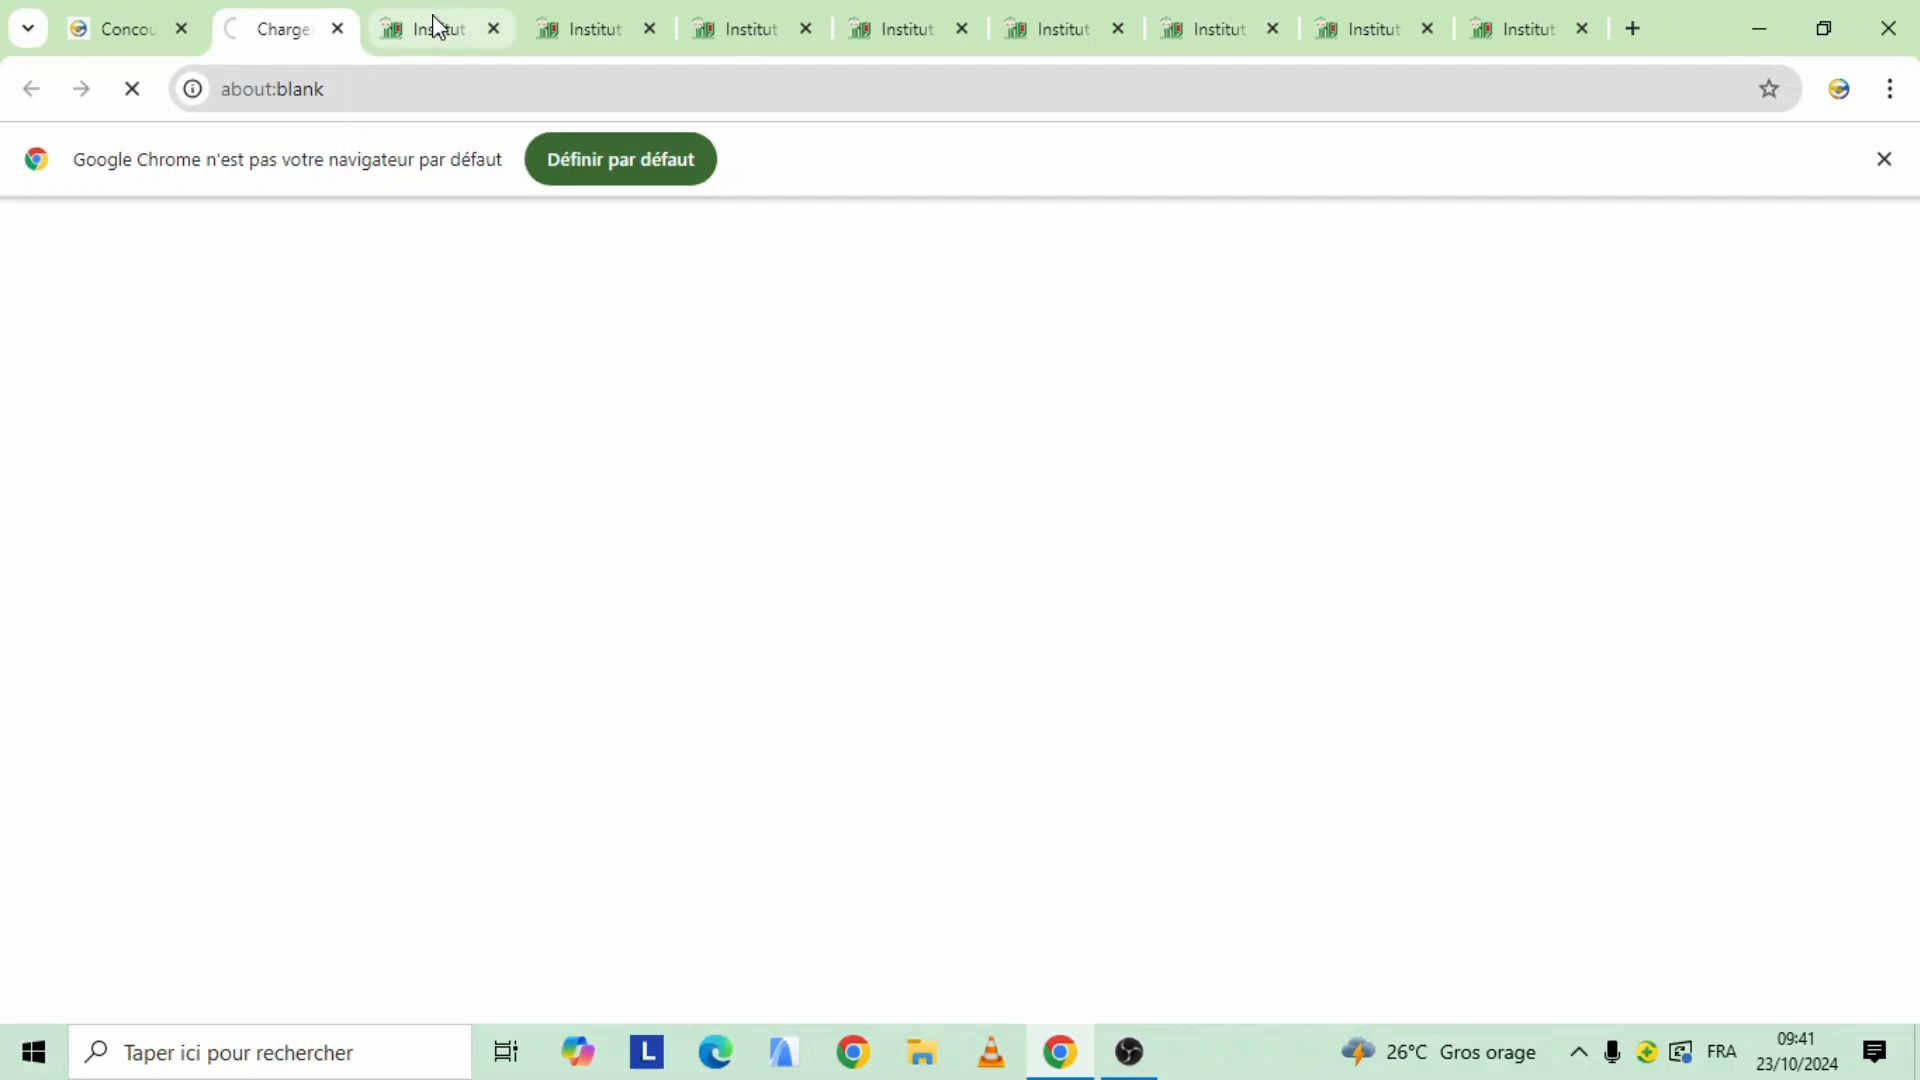 Concou
Charge
Institut
Institut
Institut
Institut
Institut
Institut
Institut
Institut
about:blank
Google Chrome n'est pas votre navigateur par défaut
Définir par défaut
Taper ici pour rechercher
L
26°C Gros orage
FRA
09:41
23/10/2024